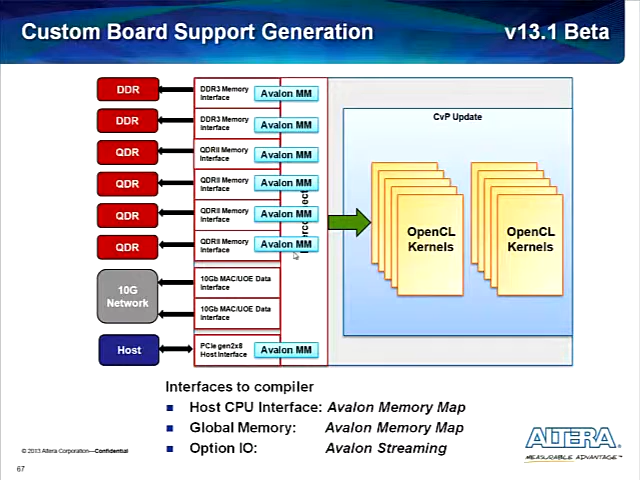 Custom Board Support Generation
v13.1 Beta
DDR
DDR3 Memory
Interface
Avalon MM
DDR
DDR3 Memory
Interface
Avalon MM
QDR
QDRII Memory
Interface
Avalon MM
QDR
QDRII Memory
Interface
Avalon MM
QDR
QDRII Memory
Interface
Avalon MM
QDR
QDRII Memory
Interface
Avalon MM
10G
Network
10Gb MAC/UOE Data
Interface
10Gb MAC/UOE Data
Interface
Host
PCIe gen2x8
Host Interface
Avalon MM
CvP Update
OpenCL
Kernels
OpenCL
Kernels
Interfaces to compiler
Host CPU Interface: Avalon Memory Map
Global Memory: Avalon Memory Map
Option IO: Avalon Streaming
© 2013 Altera Corporation—Confidential
ALTERA
MEASURABLE ADVANTAGE™
67